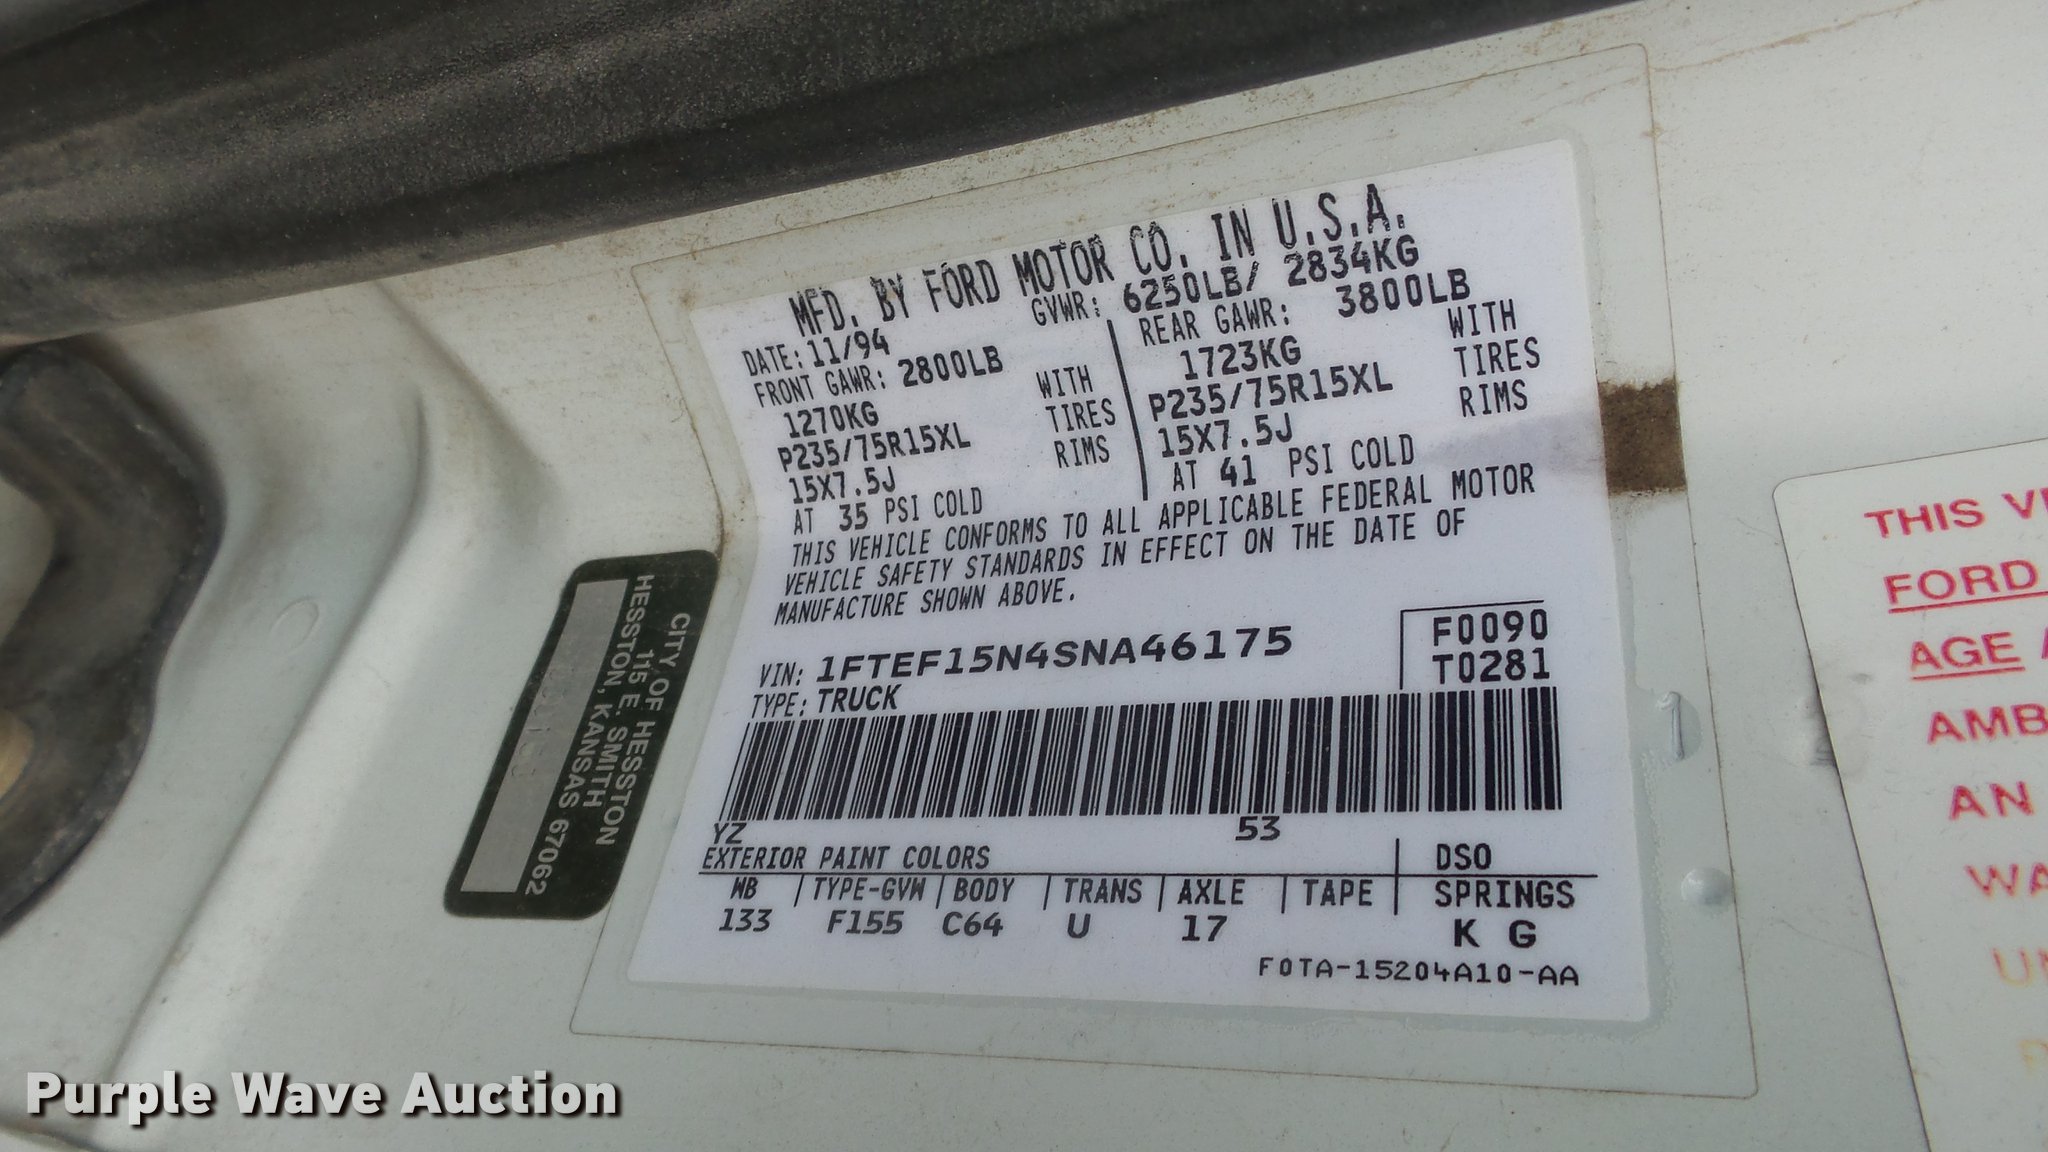 MFD. BY FORD MOTOR CO. IN U.S.A.
DATE: 11/94 GVWR: 6250LB/ 2834KG
FRONT GAWR: 2800LB
1270KG WITH
P235/75R15XL TIRES
15X7.5J RIMS
AT 35 PSI COLD
REAR GAWR: 3800LB
1723KG WITH
P235/75R15XL TIRES
15X7.5J RIMS
AT 41 PSI COLD
THIS VEHICLE CONFORMS TO ALL APPLICABLE FEDERAL MOTOR
VEHICLE SAFETY STANDARDS IN EFFECT ON THE DATE OF
MANUFACTURE SHOWN ABOVE.
VIN: 1FTEF15N4SNA46175
TYPE: TRUCK
F0090
T0281
YZ 53
EXTERIOR PAINT COLORS DSO
WB TYPE-GVW BODY TRANS AXLE TAPE SPRINGS
133 F155 C64 U 17 K G
F0TA-15204A10-AA
CITY OF HESSTON
115 E. SMITH
HESSTON, KANSAS 67062
THIS
FORD
AGE
AMB
AN
WA
Purple Wave Auction